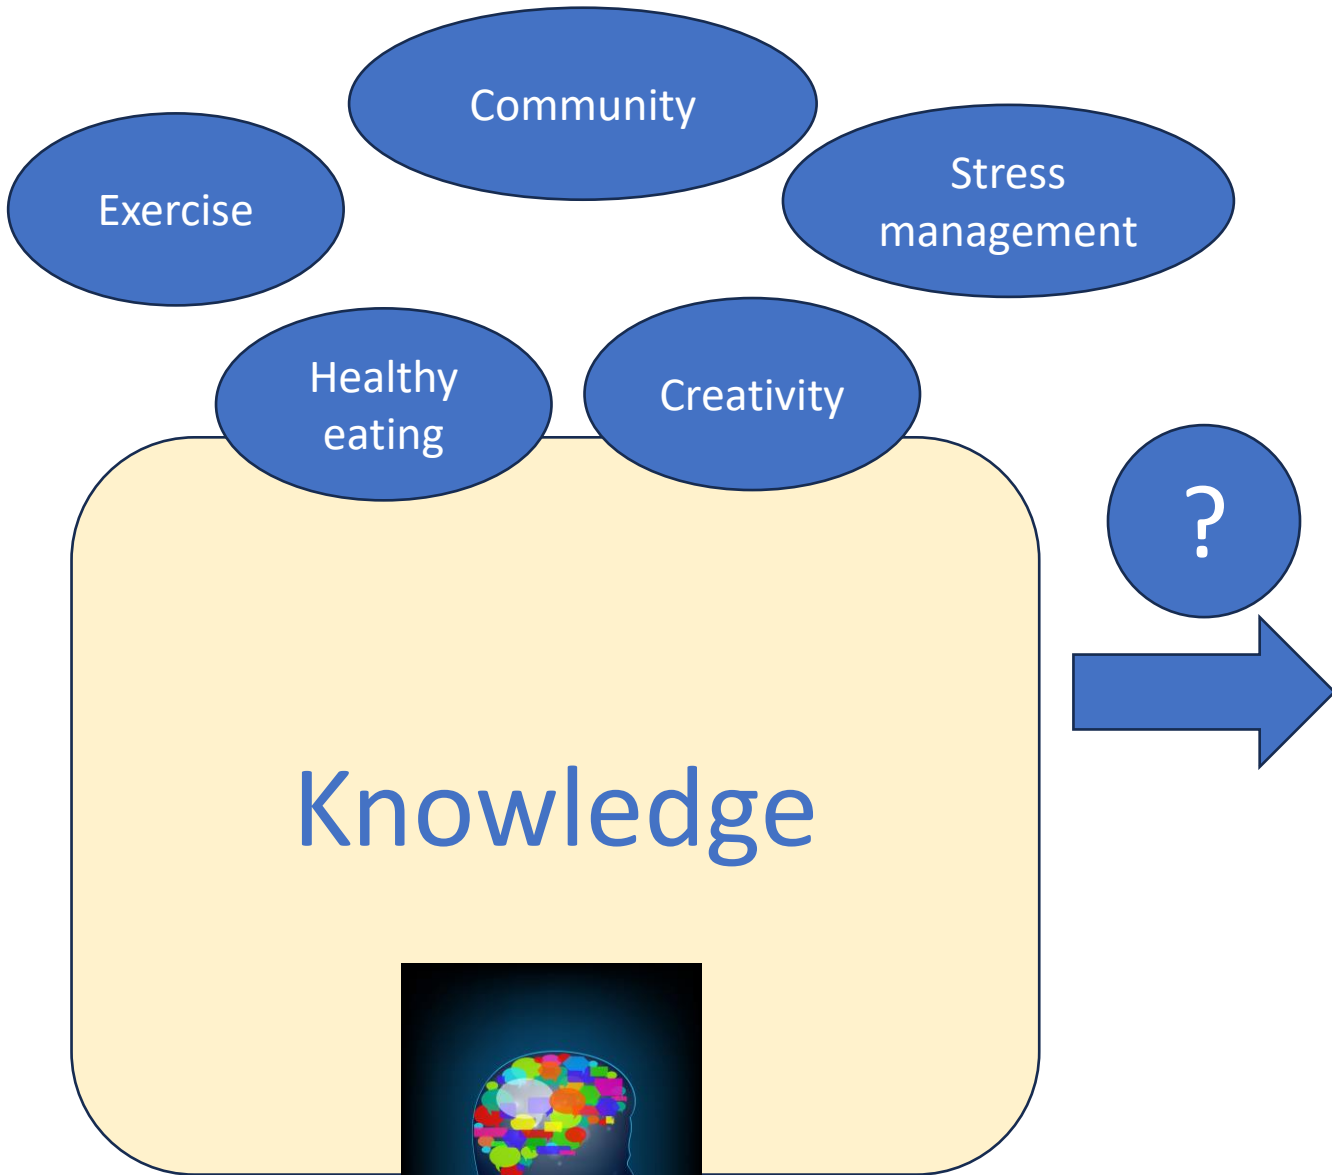 Community
Exercise
Stress
management
Healthy
eating
Creativity
?
Knowledge